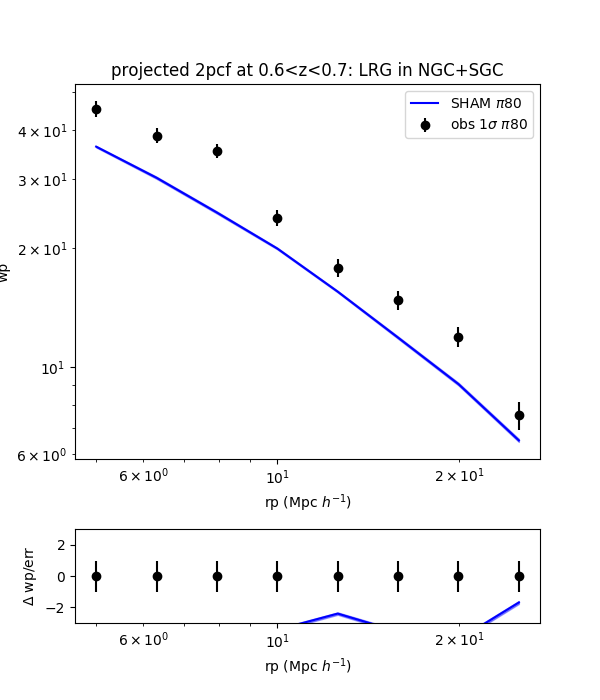 projected 2pcf at 0.6<z<0.7: LRG in NGC+SGC
SHAM π80
obs 1σ π80
4 × 10¹
3 × 10¹
2 × 10¹
10¹
6 × 10⁰
wp
6 × 10⁰
10¹
2 × 10¹
rp (Mpc h⁻¹)
2
0
−2
Δ wp/err
6 × 10⁰
10¹
2 × 10¹
rp (Mpc h⁻¹)